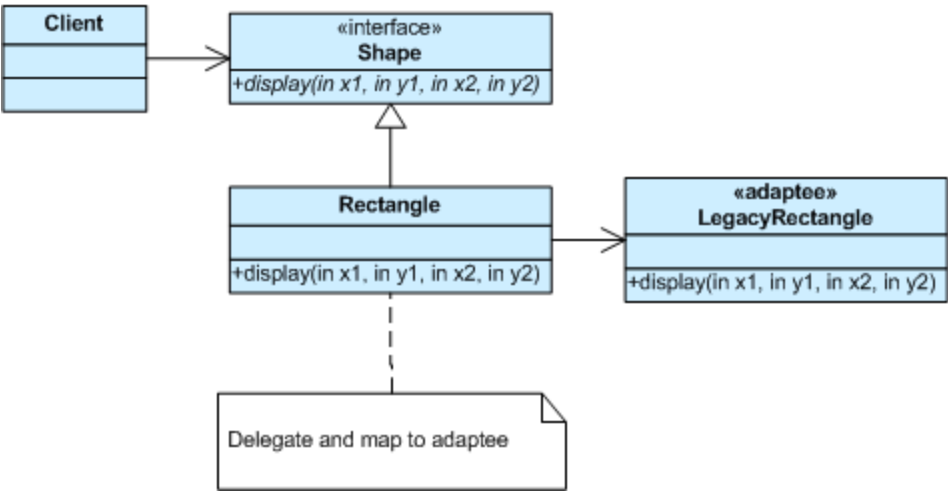 Client
«interface»
Shape
+display(in x1, in y1, in x2, in y2)
Rectangle
+display(in x1, in y1, in x2, in y2)
«adaptee»
LegacyRectangle
+display(in x1, in y1, in x2, in y2)
Delegate and map to adaptee